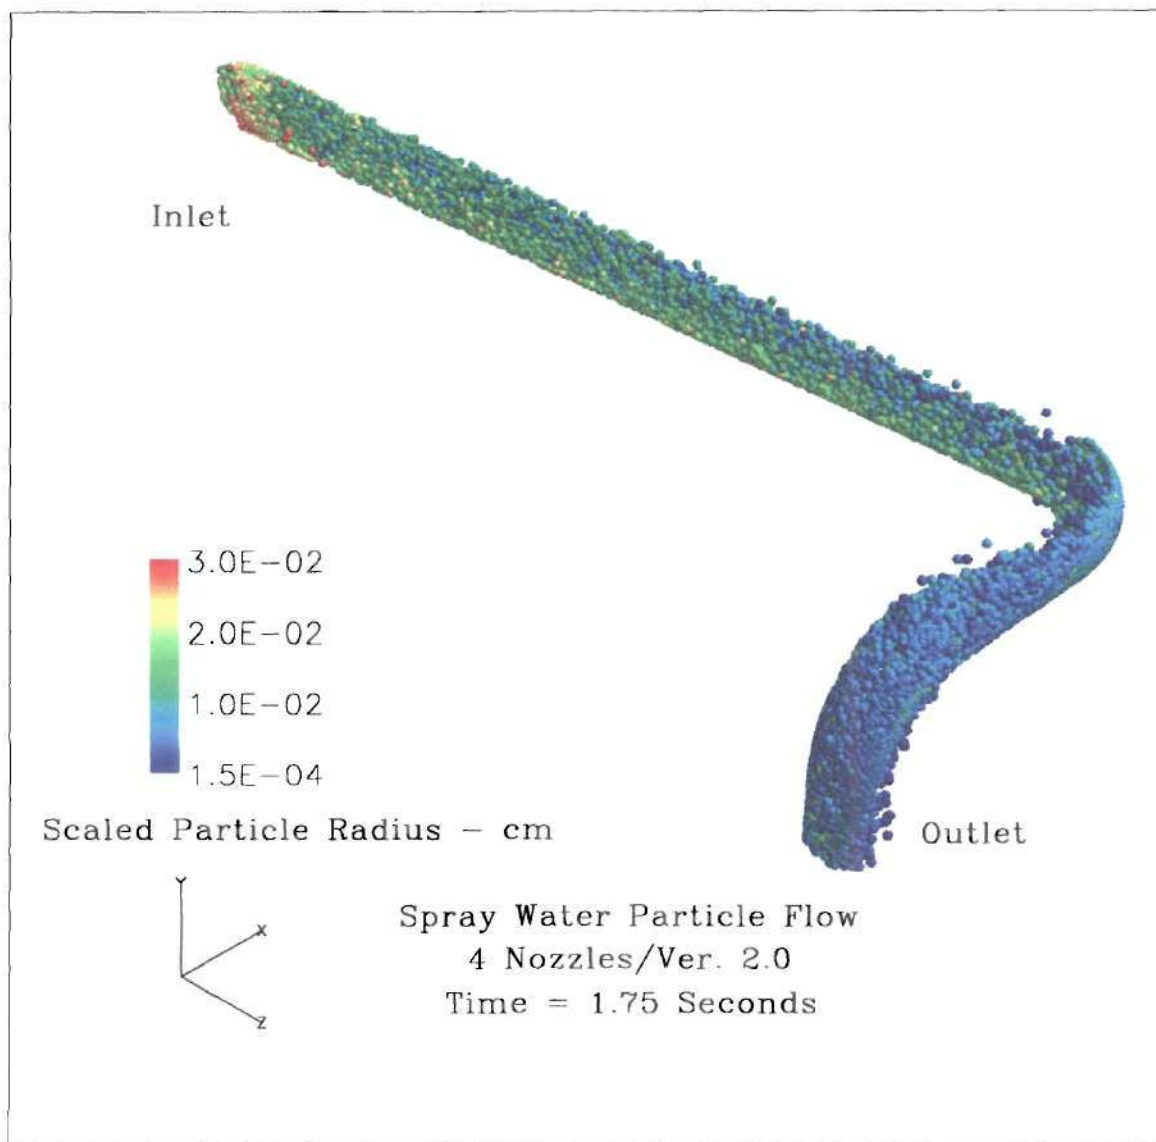 Inlet
3.0E-02
2.0E-02
1.0E-02
1.5E-04
Scaled Particle Radius - cm
Outlet
Y
X
Z
Spray Water Particle Flow
4 Nozzles/Ver. 2.0
Time = 1.75 Seconds